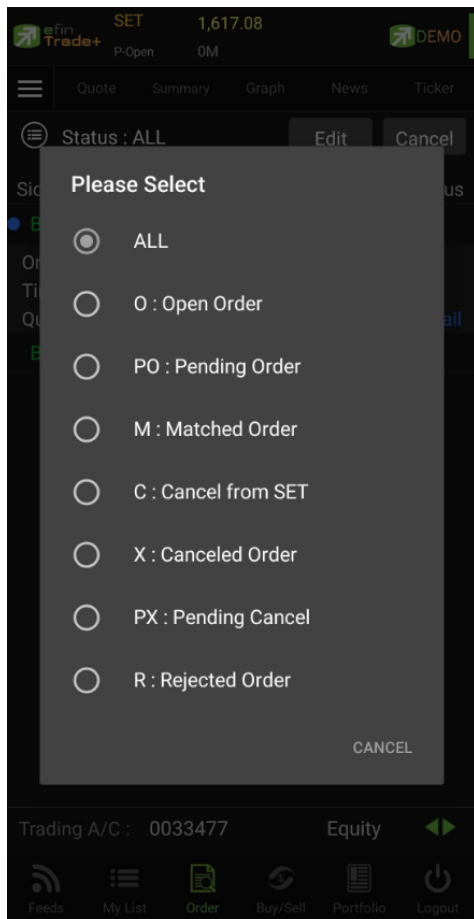 efin Trade+ SET 1,617.08 DEMO
P-Open 0M
Quote Summary Graph News Ticker
Status : ALL Edit Cancel
Please Select
ALL
O : Open Order
PO : Pending Order
M : Matched Order
C : Cancel from SET
X : Canceled Order
PX : Pending Cancel
R : Rejected Order
CANCEL
Trading A/C : 0033477 Equity
Feeds My List Order Buy/Sell Portfolio Logout